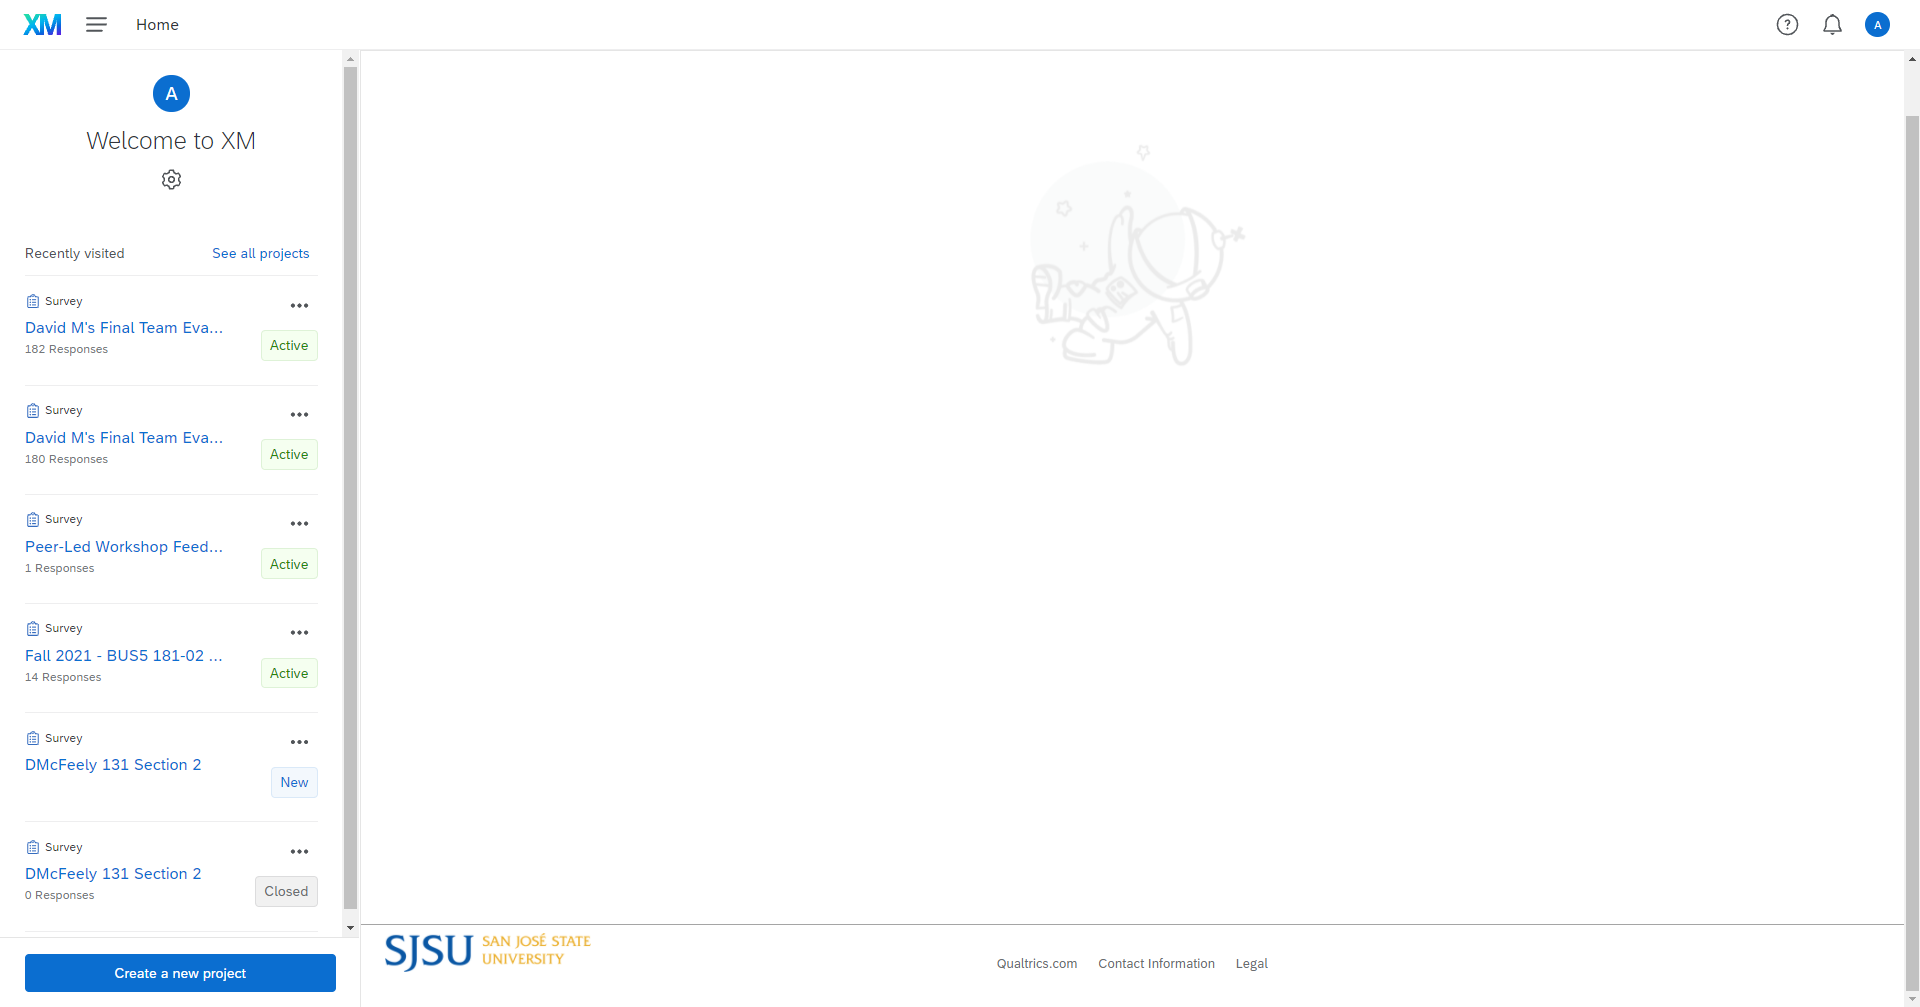 XM
Home
?
A
A
Welcome to XM
Recently visited
See all projects
Survey
David M's Final Team Eva...
182 Responses
Active
Survey
David M's Final Team Eva...
180 Responses
Active
Survey
Peer-Led Workshop Feed...
1 Responses
Active
Survey
Fall 2021 - BUS5 181-02 ...
14 Responses
Active
Survey
DMcFeely 131 Section 2
New
Survey
DMcFeely 131 Section 2
0 Responses
Closed
Create a new project
SJSU SAN JOSÉ STATE
UNIVERSITY
Qualtrics.com
Contact Information
Legal